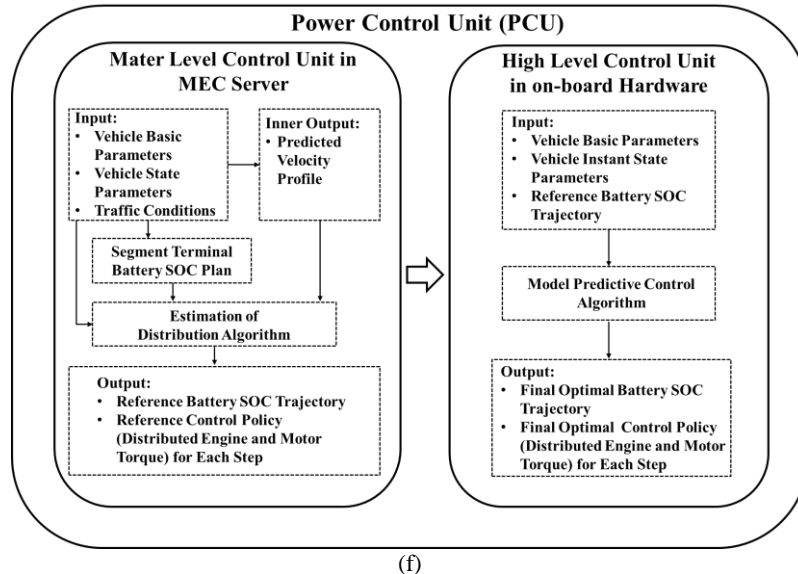 Power Control Unit (PCU)
Mater Level Control Unit in
MEC Server
Input:
• Vehicle Basic
Parameters
• Vehicle State
Parameters
• Traffic Conditions
Inner Output:
• Predicted
Velocity
Profile
Segment Terminal
Battery SOC Plan
Estimation of
Distribution Algorithm
Output:
• Reference Battery SOC Trajectory
• Reference Control Policy
(Distributed Engine and Motor
Torque) for Each Step
High Level Control Unit
in on-board Hardware
Input:
• Vehicle Basic Parameters
• Vehicle Instant State
Parameters
• Reference Battery SOC
Trajectory
Model Predictive Control
Algorithm
Output:
• Final Optimal Battery SOC
Trajectory
• Final Optimal Control Policy
(Distributed Engine and Motor
Torque) for Each Step
(f)